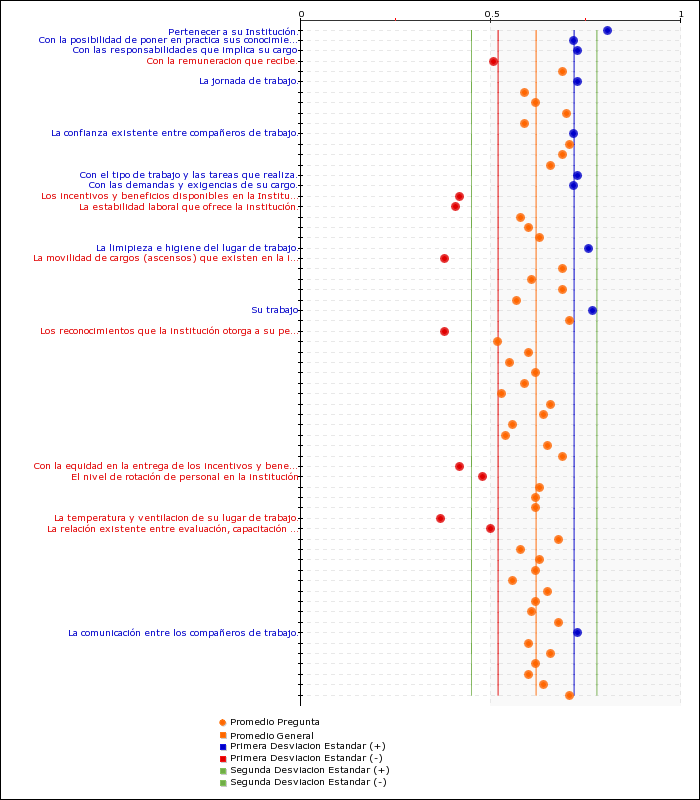 0 0.5 1
Pertenecer a su Institución.
Con la posibilidad de poner en practica sus conocimie...
Con las responsabilidades que implica su cargo
Con la remuneracion que recibe.
La jornada de trabajo.
La confianza existente entre compañeros de trabajo.
Con el tipo de trabajo y las tareas que realiza.
Con las demandas y exigencias de su cargo.
Los incentivos y beneficios disponibles en la Institu...
La estabilidad laboral que ofrece la institución.
La limipieza e higiene del lugar de trabajo.
La movilidad de cargos (ascensos) que existen en la i...
Su trabajo
Los reconocimientos que la institución otorga a su pe...
Con la equidad en la entrega de los incentivos y bene...
El nivel de rotación de personal en la institución
La temperatura y ventilacion de su lugar de trabajo.
La relación existente entre evaluación, capacitación ...
La comunicación entre los compañeros de trabajo.
Promedio Pregunta
Promedio General
Primera Desviacion Estandar (+)
Primera Desviacion Estandar (-)
Segunda Desviacion Estandar (+)
Segunda Desviacion Estandar (-)